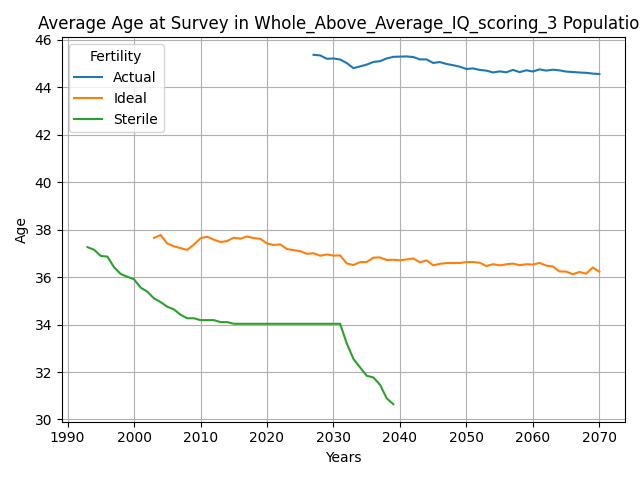 Average Age at Survey in Whole_Above_Average_IQ_scoring_3 Populatio
46
44
42
40
38
36
34
32
30
Age
Fertility
Actual
Ideal
Sterile
1990 2000 2010 2020 2030 2040 2050 2060 2070
Years